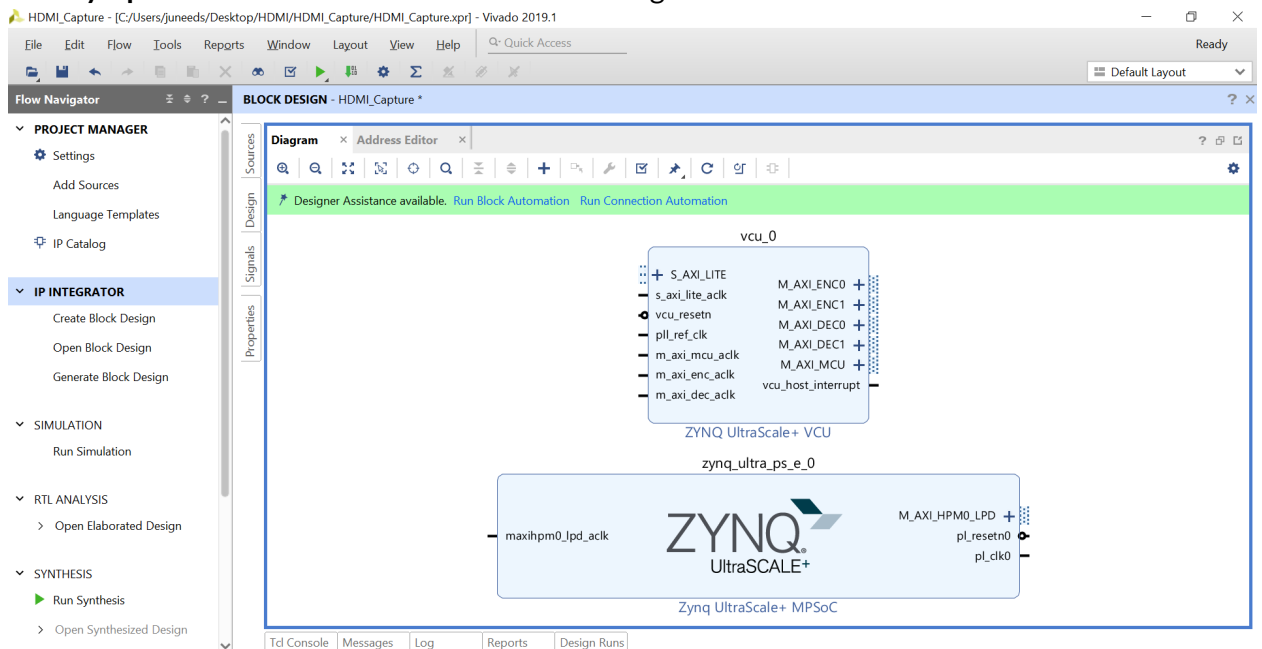 HDMI_Capture - [C:/Users/juneeds/Desktop/HDMI/HDMI_Capture/HDMI_Capture.xpr] - Vivado 2019.1
File Edit Flow Tools Reports Window Layout View Help Quick Access
Ready
Default Layout
Flow Navigator
BLOCK DESIGN - HDMI_Capture *
PROJECT MANAGER
Settings
Add Sources
Language Templates
IP Catalog
IP INTEGRATOR
Create Block Design
Open Block Design
Generate Block Design
SIMULATION
Run Simulation
RTL ANALYSIS
Open Elaborated Design
SYNTHESIS
Run Synthesis
Open Synthesized Design
Sources
Design
Signals
Properties
Diagram Address Editor
Designer Assistance available. Run Block Automation Run Connection Automation
vcu_0
S_AXI_LITE
s_axi_lite_aclk
vcu_resetn
pll_ref_clk
m_axi_mcu_aclk
m_axi_enc_aclk
m_axi_dec_aclk
M_AXI_ENC0
M_AXI_ENC1
M_AXI_DEC0
M_AXI_DEC1
M_AXI_MCU
vcu_host_interrupt
ZYNQ UltraScale+ VCU
zynq_ultra_ps_e_0
maxihpm0_lpd_aclk
ZYNQ
UltraSCALE+
M_AXI_HPM0_LPD
pl_resetn0
pl_clk0
Zynq UltraScale+ MPSoC
Tcl Console Messages Log Reports Design Runs